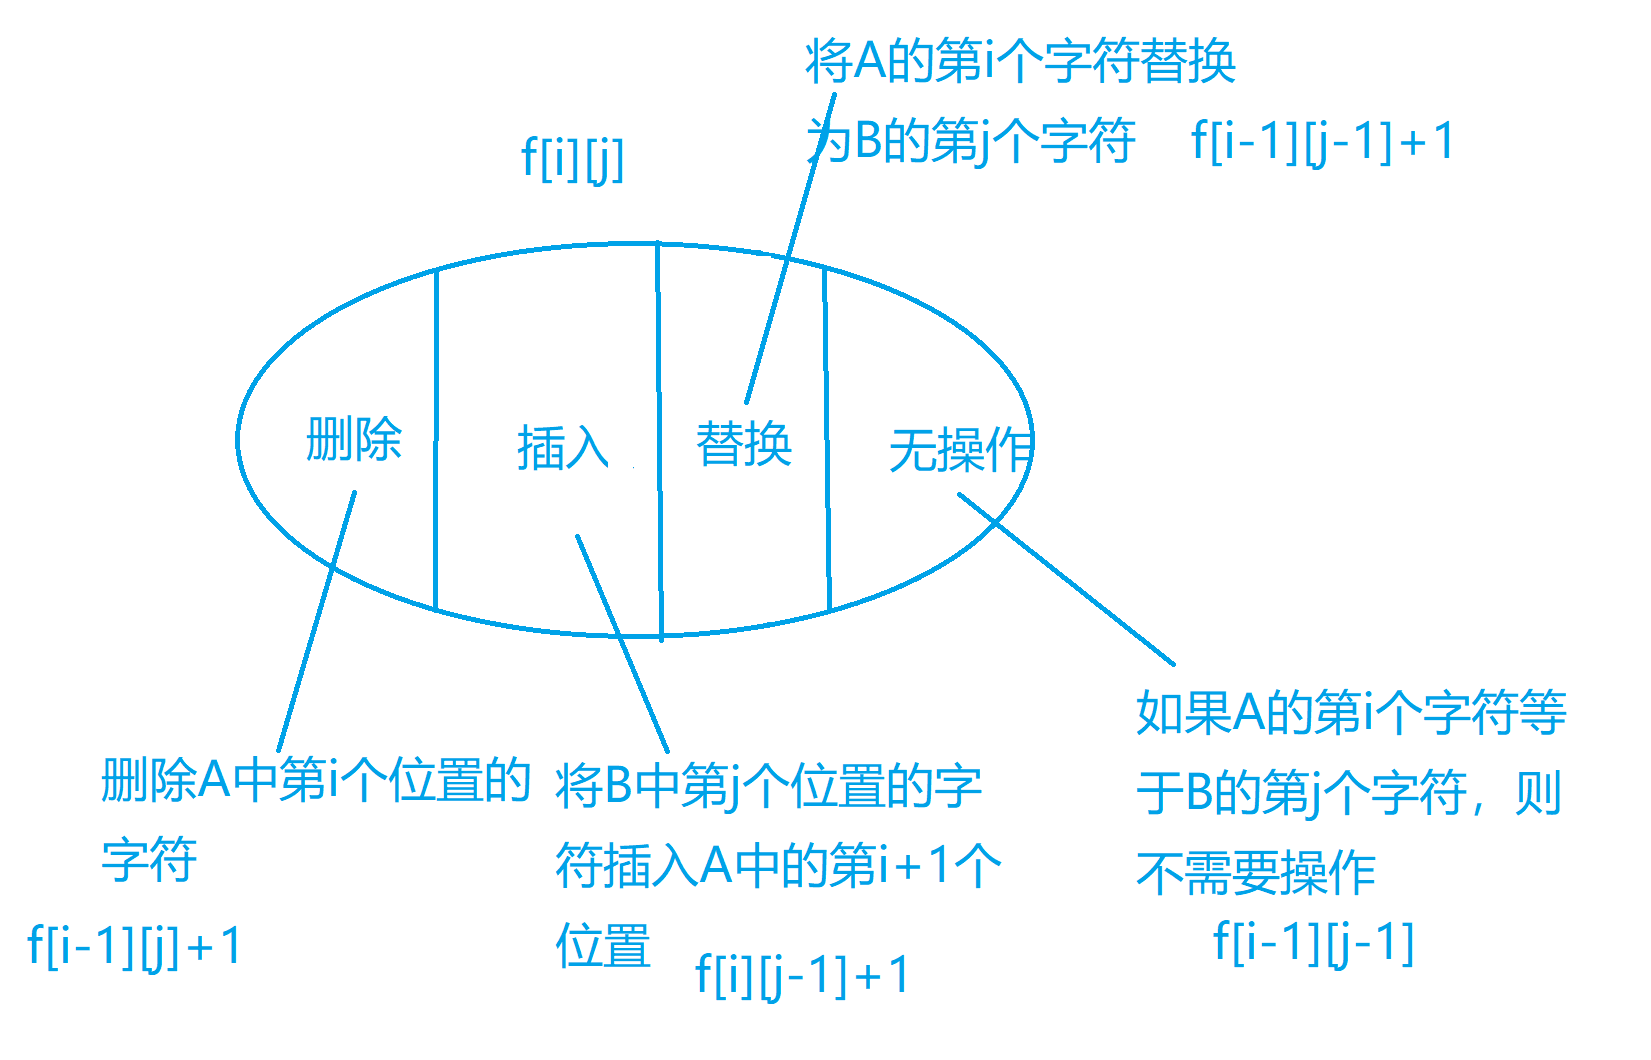 将A的第i个字符替换
为B的第j个字符 f[i-1][j-1]+1
f[i][j]
删除
插入
替换
无操作
删除A中第i个位置的
字符
f[i-1][j]+1
将B中第j个位置的字
符插入A中的第i+1个
位置
f[i][j-1]+1
如果A的第i个字符等
于B的第j个字符，则
不需要操作
f[i-1][j-1]